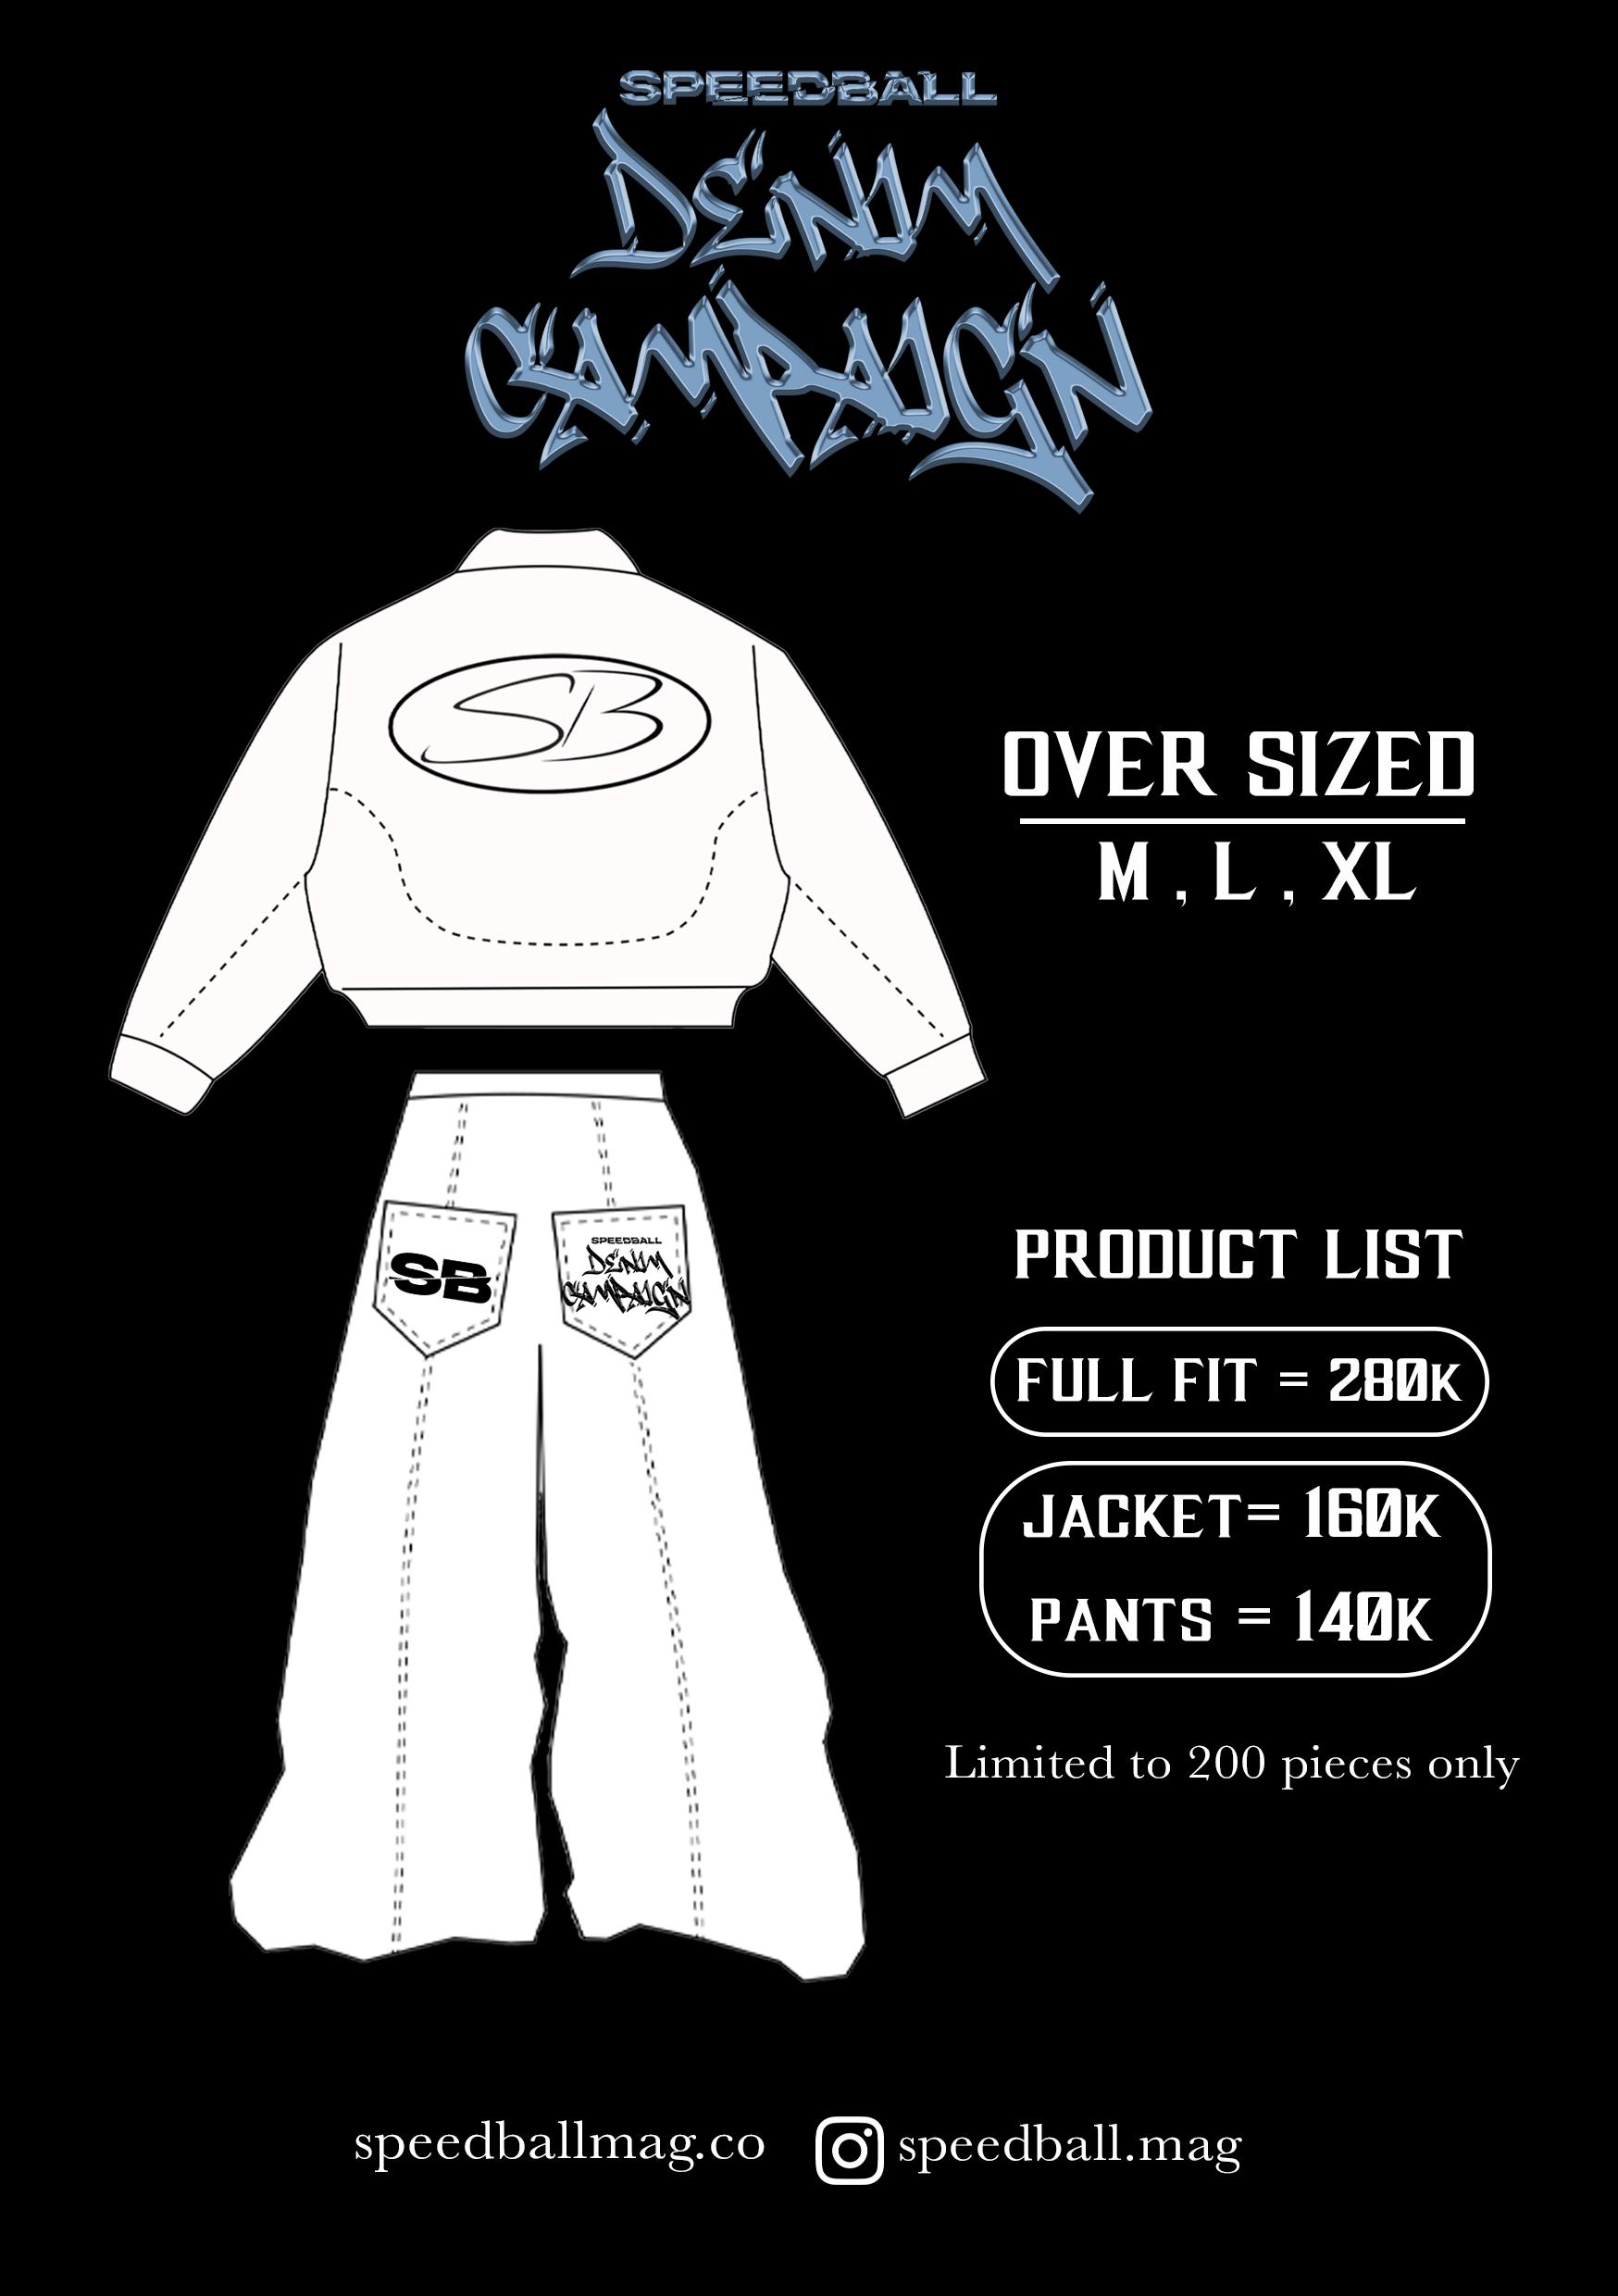 SPEEDBALL
DENIM
CAMPAIGN
SB
OVER SIZED
M , L , XL
SB
SPEEDBALL
DENIM
CAMPAIGN
PRODUCT LIST
FULL FIT = 280K
JACKET= 160K
PANTS = 140K
Limited to 200 pieces only
speedballmag.co
speedball.mag